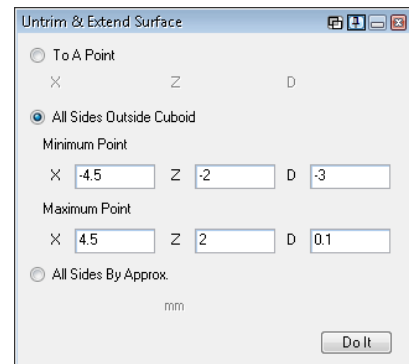 Untrim & Extend Surface
To A Point
X Z D
All Sides Outside Cuboid
Minimum Point
X -4.5 Z -2 D -3
Maximum Point
X 4.5 Z 2 D 0.1
All Sides By Approx.
mm
Do It